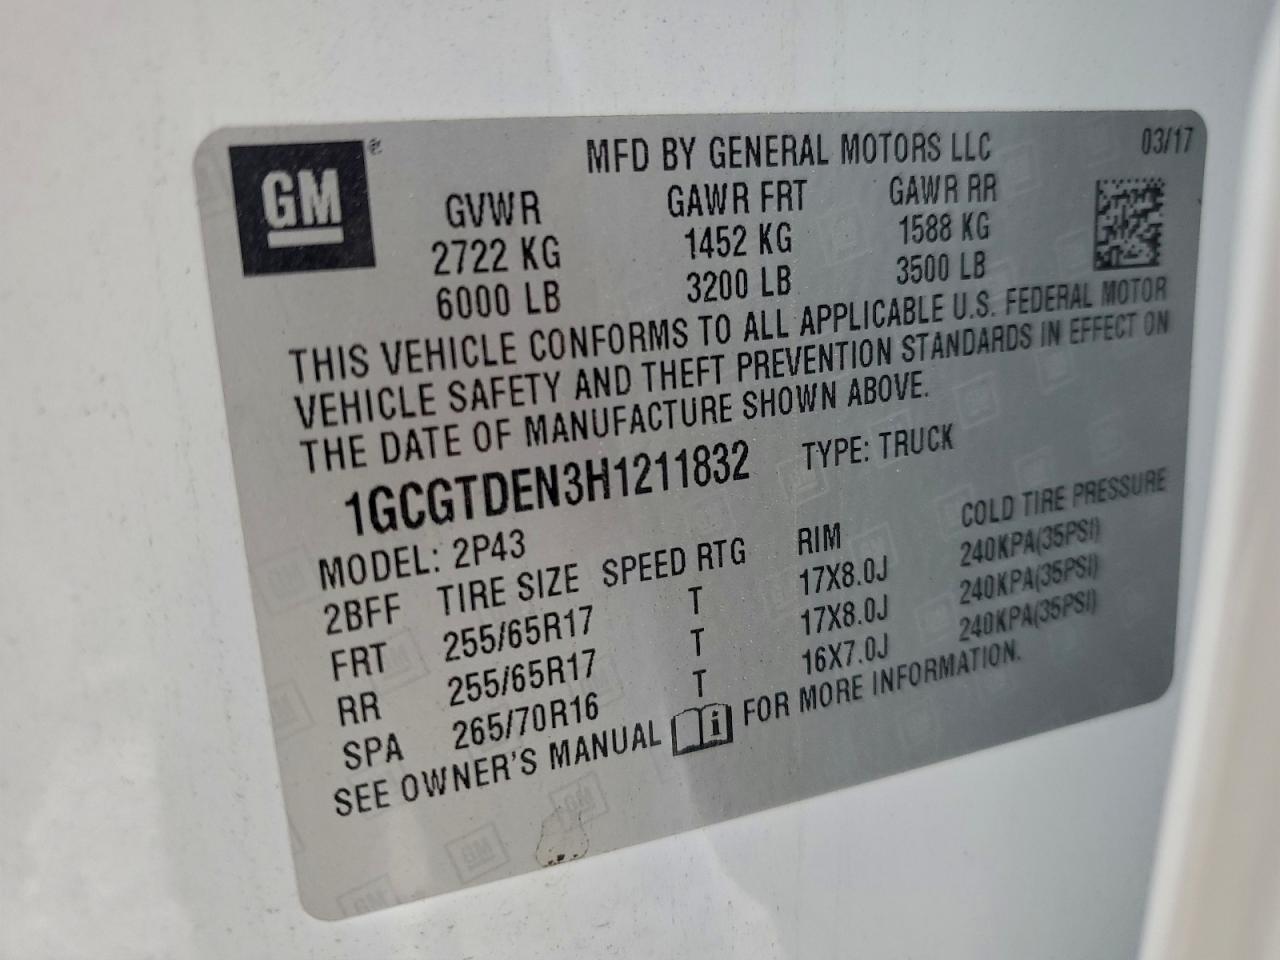 GM
MFD BY GENERAL MOTORS LLC 03/17
GVWR GAWR FRT GAWR RR
2722 KG 1452 KG 1588 KG
6000 LB 3200 LB 3500 LB
THIS VEHICLE CONFORMS TO ALL APPLICABLE U.S. FEDERAL MOTOR
VEHICLE SAFETY AND THEFT PREVENTION STANDARDS IN EFFECT ON
THE DATE OF MANUFACTURE SHOWN ABOVE.
1GCGTDEN3H1211832 TYPE: TRUCK
MODEL: 2P43
2BFF TIRE SIZE SPEED RTG RIM COLD TIRE PRESSURE
FRT 255/65R17 T 17X8.0J 240KPA(35PSI)
RR 255/65R17 T 17X8.0J 240KPA(35PSI)
SPA 265/70R16 T 16X7.0J 240KPA(35PSI)
SEE OWNER'S MANUAL i FOR MORE INFORMATION.